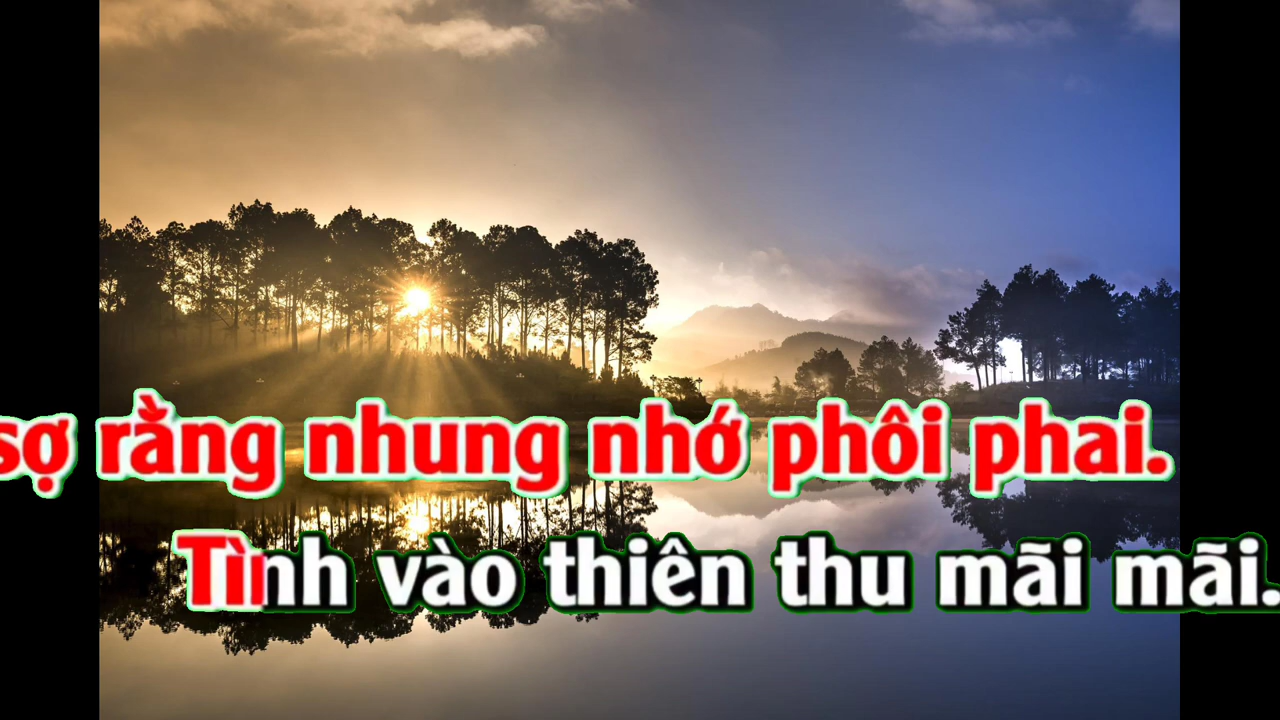 sợ rằng nhung nhớ phôi phai.
Tình vào thiên thu mãi mãi.